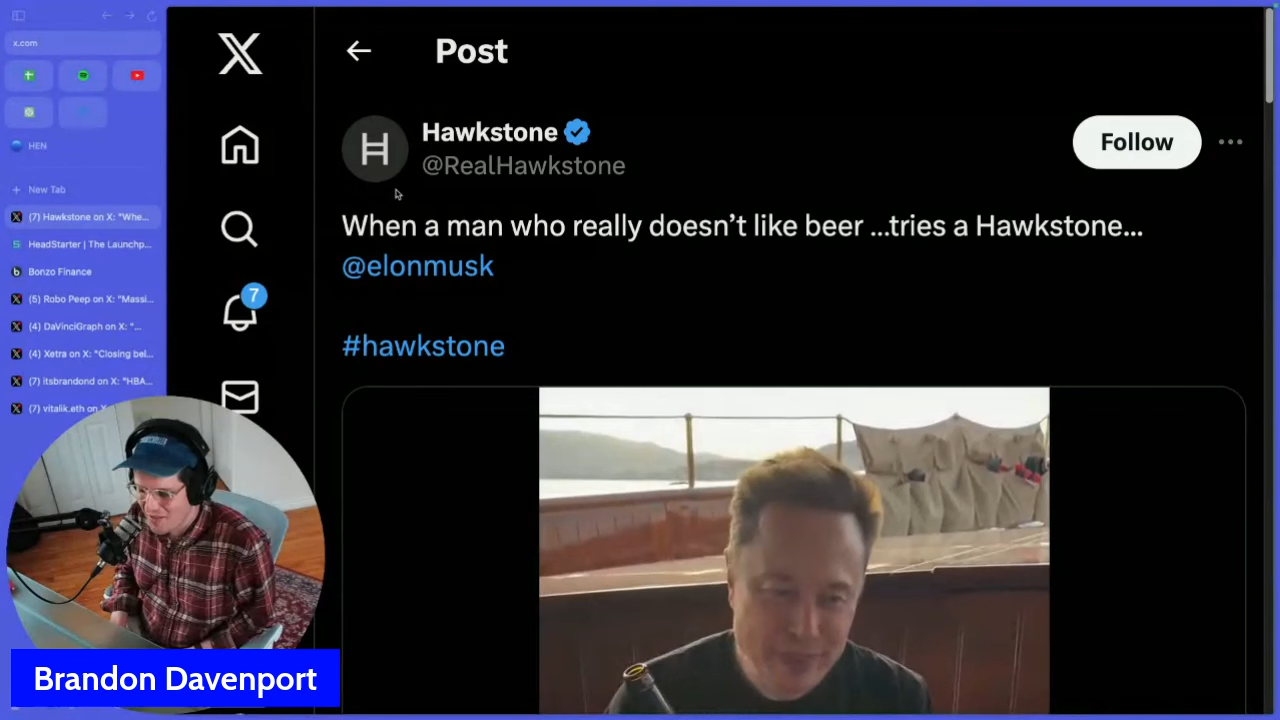 x.com
HEN
+ New Tab
(7) Hawkstone on X: "Whe...
HeadStarter | The Launchp...
Bonzo Finance
(5) Robo Peep on X: "Massi...
(4) DaVinciGraph on X: "...
(4) Xetra on X: "Closing bel...
(7) itsbrandond on X: "HBA...
(7) vitalik.eth on X
Post
H
Hawkstone
@RealHawkstone
Follow
When a man who really doesn’t like beer ...tries a Hawkstone...
@elonmusk
#hawkstone
7
Brandon Davenport